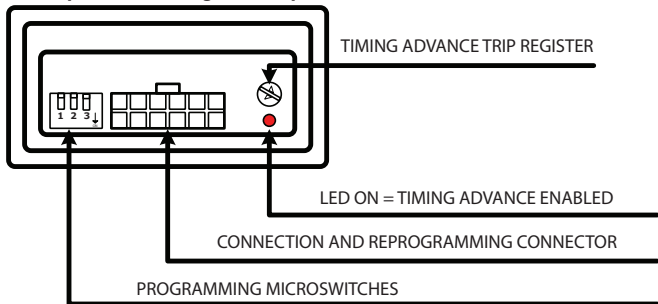 TIMING ADVANCE TRIP REGISTER
1 2 3
LED ON = TIMING ADVANCE ENABLED
CONNECTION AND REPROGRAMMING CONNECTOR
PROGRAMMING MICROSWITCHES